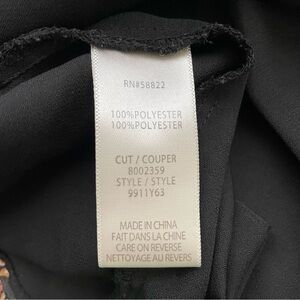 RN#58822
100%POLYESTER
100%POLYESTER
CUT / COUPER
8002359
STYLE / STYLE
9911Y63
MADE IN CHINA
FAIT DANS LA CHINE
CARE ON REVERSE
NETTOYAGE AU REVERS